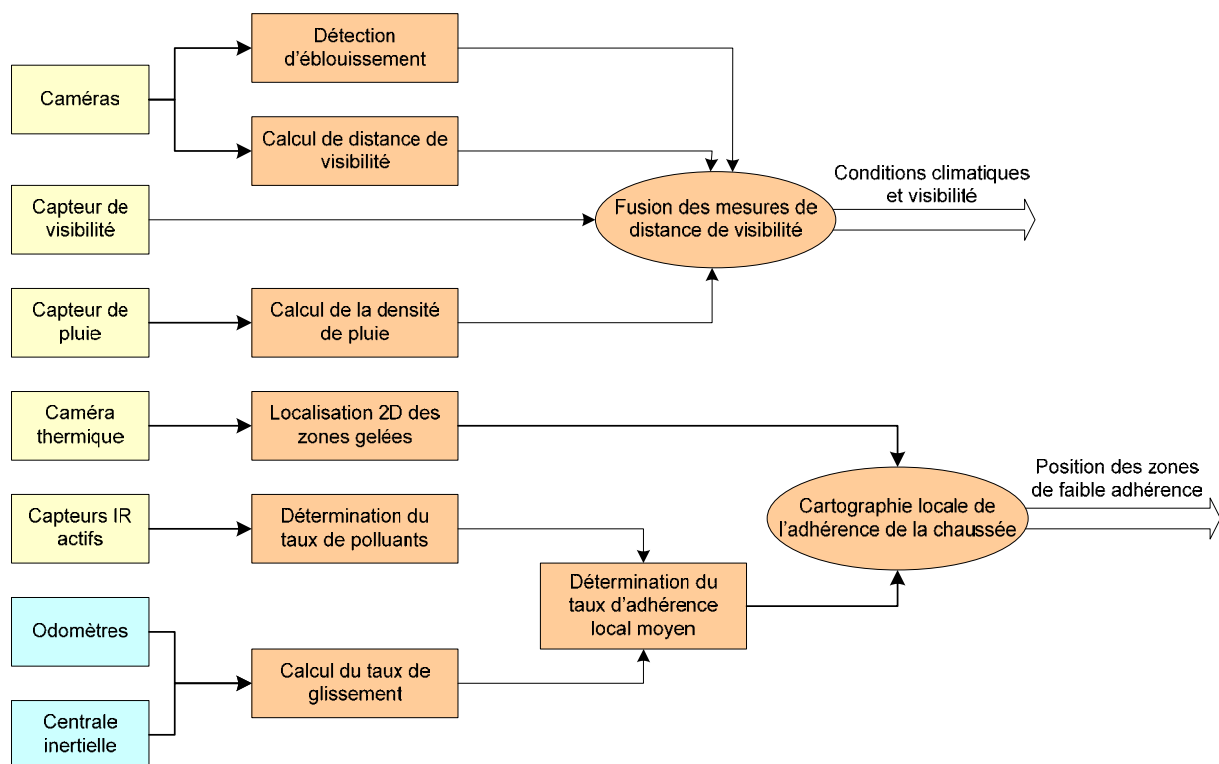 Détection
d'éblouissement
Caméras
Calcul de distance de
visibilité
Conditions climatiques
et visibilité
Capteur de
visibilité
Fusion des mesures de
distance de visibilité
Capteur de
pluie
Calcul de la densité
de pluie
Caméra
thermique
Localisation 2D des
zones gelées
Position des zones
de faible adhérence
Cartographie locale de
l'adhérence de la chaussée
Capteurs IR
actifs
Détermination du
taux de polluants
Détermination du
taux d'adhérence
local moyen
Odomètres
Calcul du taux de
glissement
Centrale
inertielle